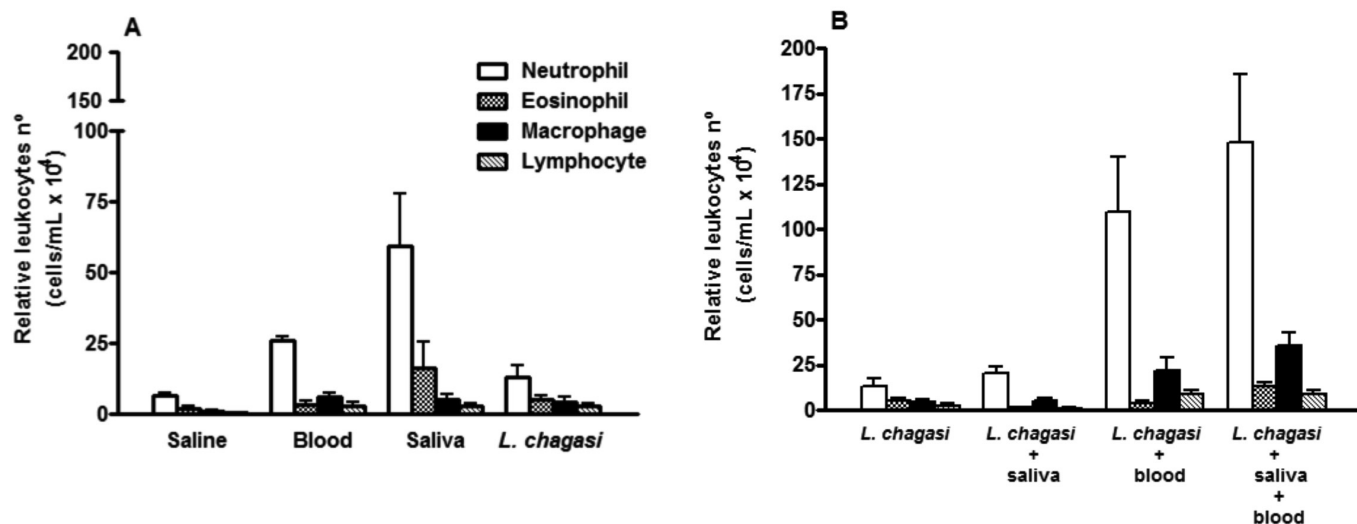 A
Relative leukocytes nº
(cells/mL x 10⁴)
200
150
100
75
50
25
0
Neutrophil
Eosinophil
Macrophage
Lymphocyte
Saline
Blood
Saliva
L. chagasi
B
Relative leukocytes nº
(cells/mL x 10⁴)
200
175
150
125
100
75
50
25
0
L. chagasi
L. chagasi
+
saliva
L. chagasi
+
blood
L. chagasi
+
saliva
+
blood